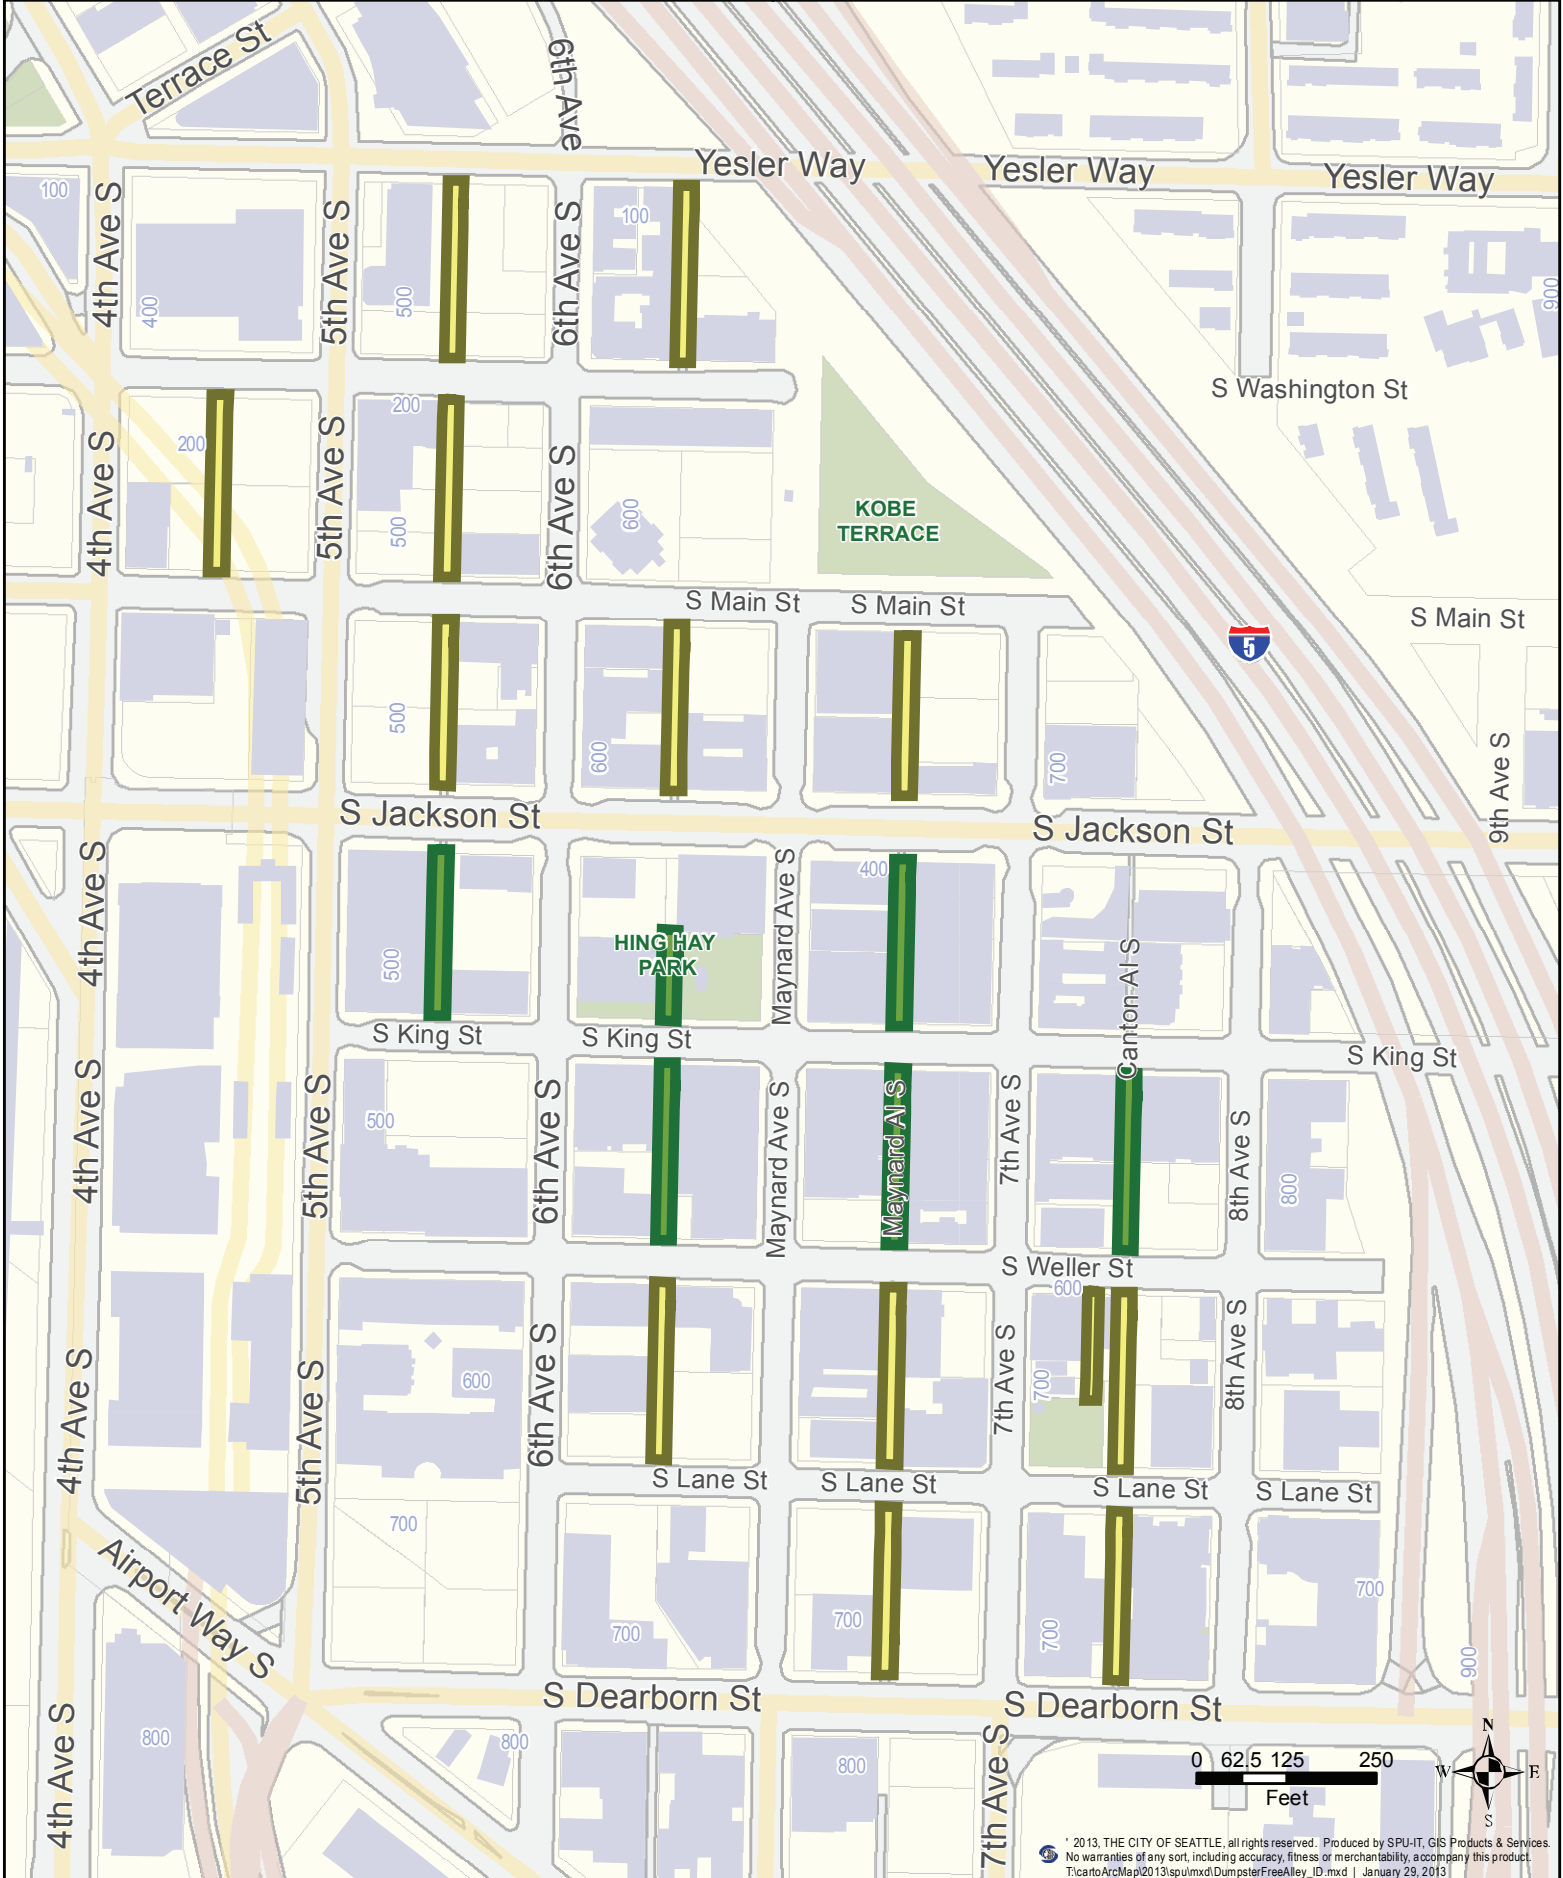 Terrace St
6th Ave
Yesler Way
Yesler Way
Yesler Way
100
4th Ave S
5th Ave S
6th Ave S
100
400
500
900
S Washington St
200
200
4th Ave S
5th Ave S
6th Ave S
500
600
KOBE
TERRACE
S Main St
S Main St
S Main St
5
500
600
700
9th Ave S
S Jackson St
S Jackson St
4th Ave S
Maynard Ave S
400
500
HING HAY
PARK
Canton Al S
S King St
S King St
S King St
4th Ave S
5th Ave S
500
6th Ave S
Maynard Ave S
Maynard Al S
7th Ave S
8th Ave S
800
S Weller St
600
4th Ave S
5th Ave S
600
6th Ave S
7th Ave S
700
8th Ave S
S Lane St
S Lane St
S Lane St
S Lane St
700
Airport Way S
700
700
700
700
900
S Dearborn St
S Dearborn St
4th Ave S
800
800
800
7th Ave S
0 62.5 125 250
Feet
N
W
E
S
' 2013, THE CITY OF SEATTLE, all rights reserved. Produced by SPU-IT, GIS Products & Services.
No warranties of any sort, including accuracy, fitness or merchantability, accompany this product.
T:\cartoArcMap\2013\spu\mxd\DumpsterFreeAlley_ID.mxd | January 29, 2013